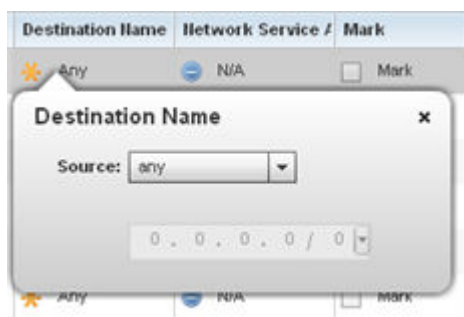 Destination Name Network Service A Mark
Any N/A Mark
Destination Name ×
Source: any
0 . 0 . 0 . 0 / 0
Any N/A Mark